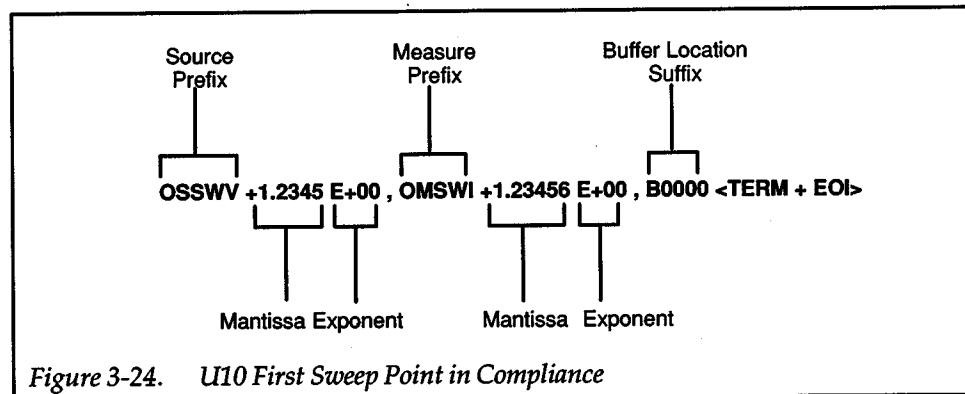 Source
Prefix
Measure
Prefix
Buffer Location
Suffix
OSSWV +1.2345 E+00 , OMSWI +1.23456 E+00 , B0000 <TERM + EOI>
Mantissa Exponent Mantissa Exponent
Figure 3-24. U10 First Sweep Point in Compliance